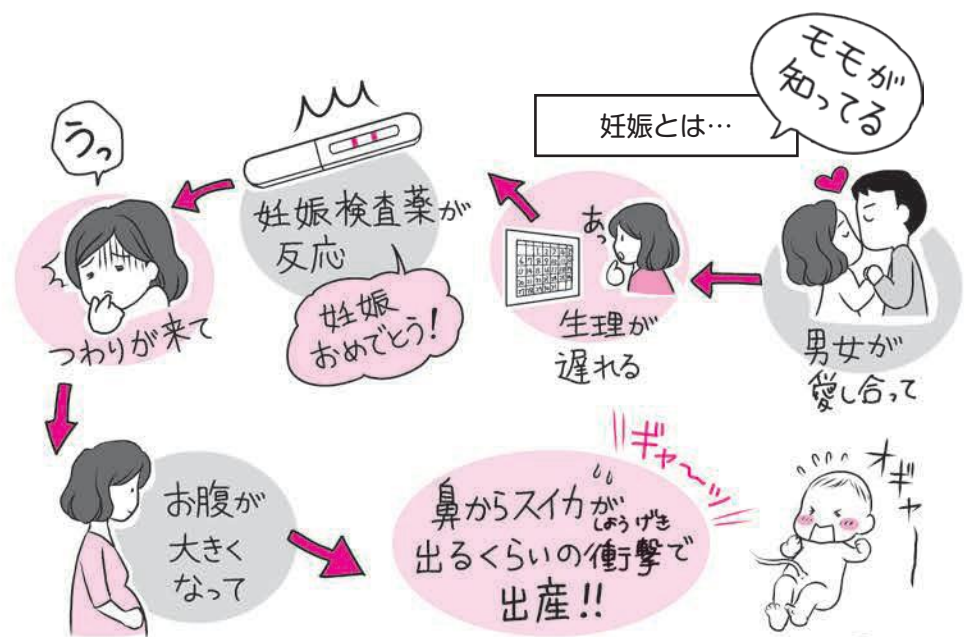 モモが
知ってる
妊娠とは…
男女が
愛し合って
あっ
生理が
遅れる
妊娠検査薬が
反応
妊娠
おめでとう!
うっ
つわりが来て
お腹が
大きく
なって
ギャ〜ッ
鼻からスイカが
しょうげき
出るくらいの衝撃で
出産!!
オギャー